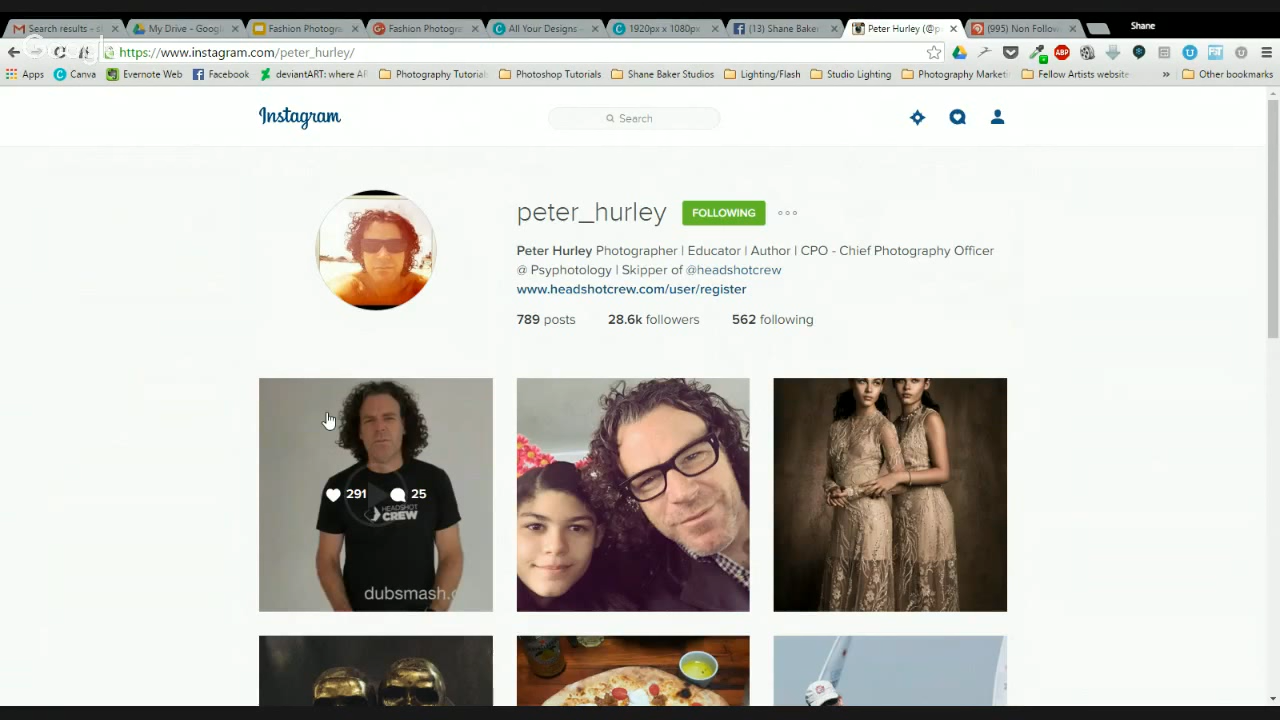 Search results - s
My Drive - Googl
Fashion Photogra
Fashion Photogra
All Your Designs -
1920px x 1080px
(13) Shane Baker
Peter Hurley (@p
(995) Non Follow
Shane
https://www.instagram.com/peter_hurley/
Apps
Canva
Evernote Web
Facebook
deviantART: where AR
Photography Tutorial
Photoshop Tutorials
Shane Baker Studios
Lighting/Flash
Studio Lighting
Photography Marketi
Fellow Artists website
»
Other bookmarks
Instagram
Search
peter_hurley
FOLLOWING
Peter Hurley Photographer | Educator | Author | CPO - Chief Photography Officer
@ Psyphotology | Skipper of @headshotcrew
www.headshotcrew.com/user/register
789 posts 28.6k followers 562 following
291 25
HEADSHOT
CREW
dubsmash.c